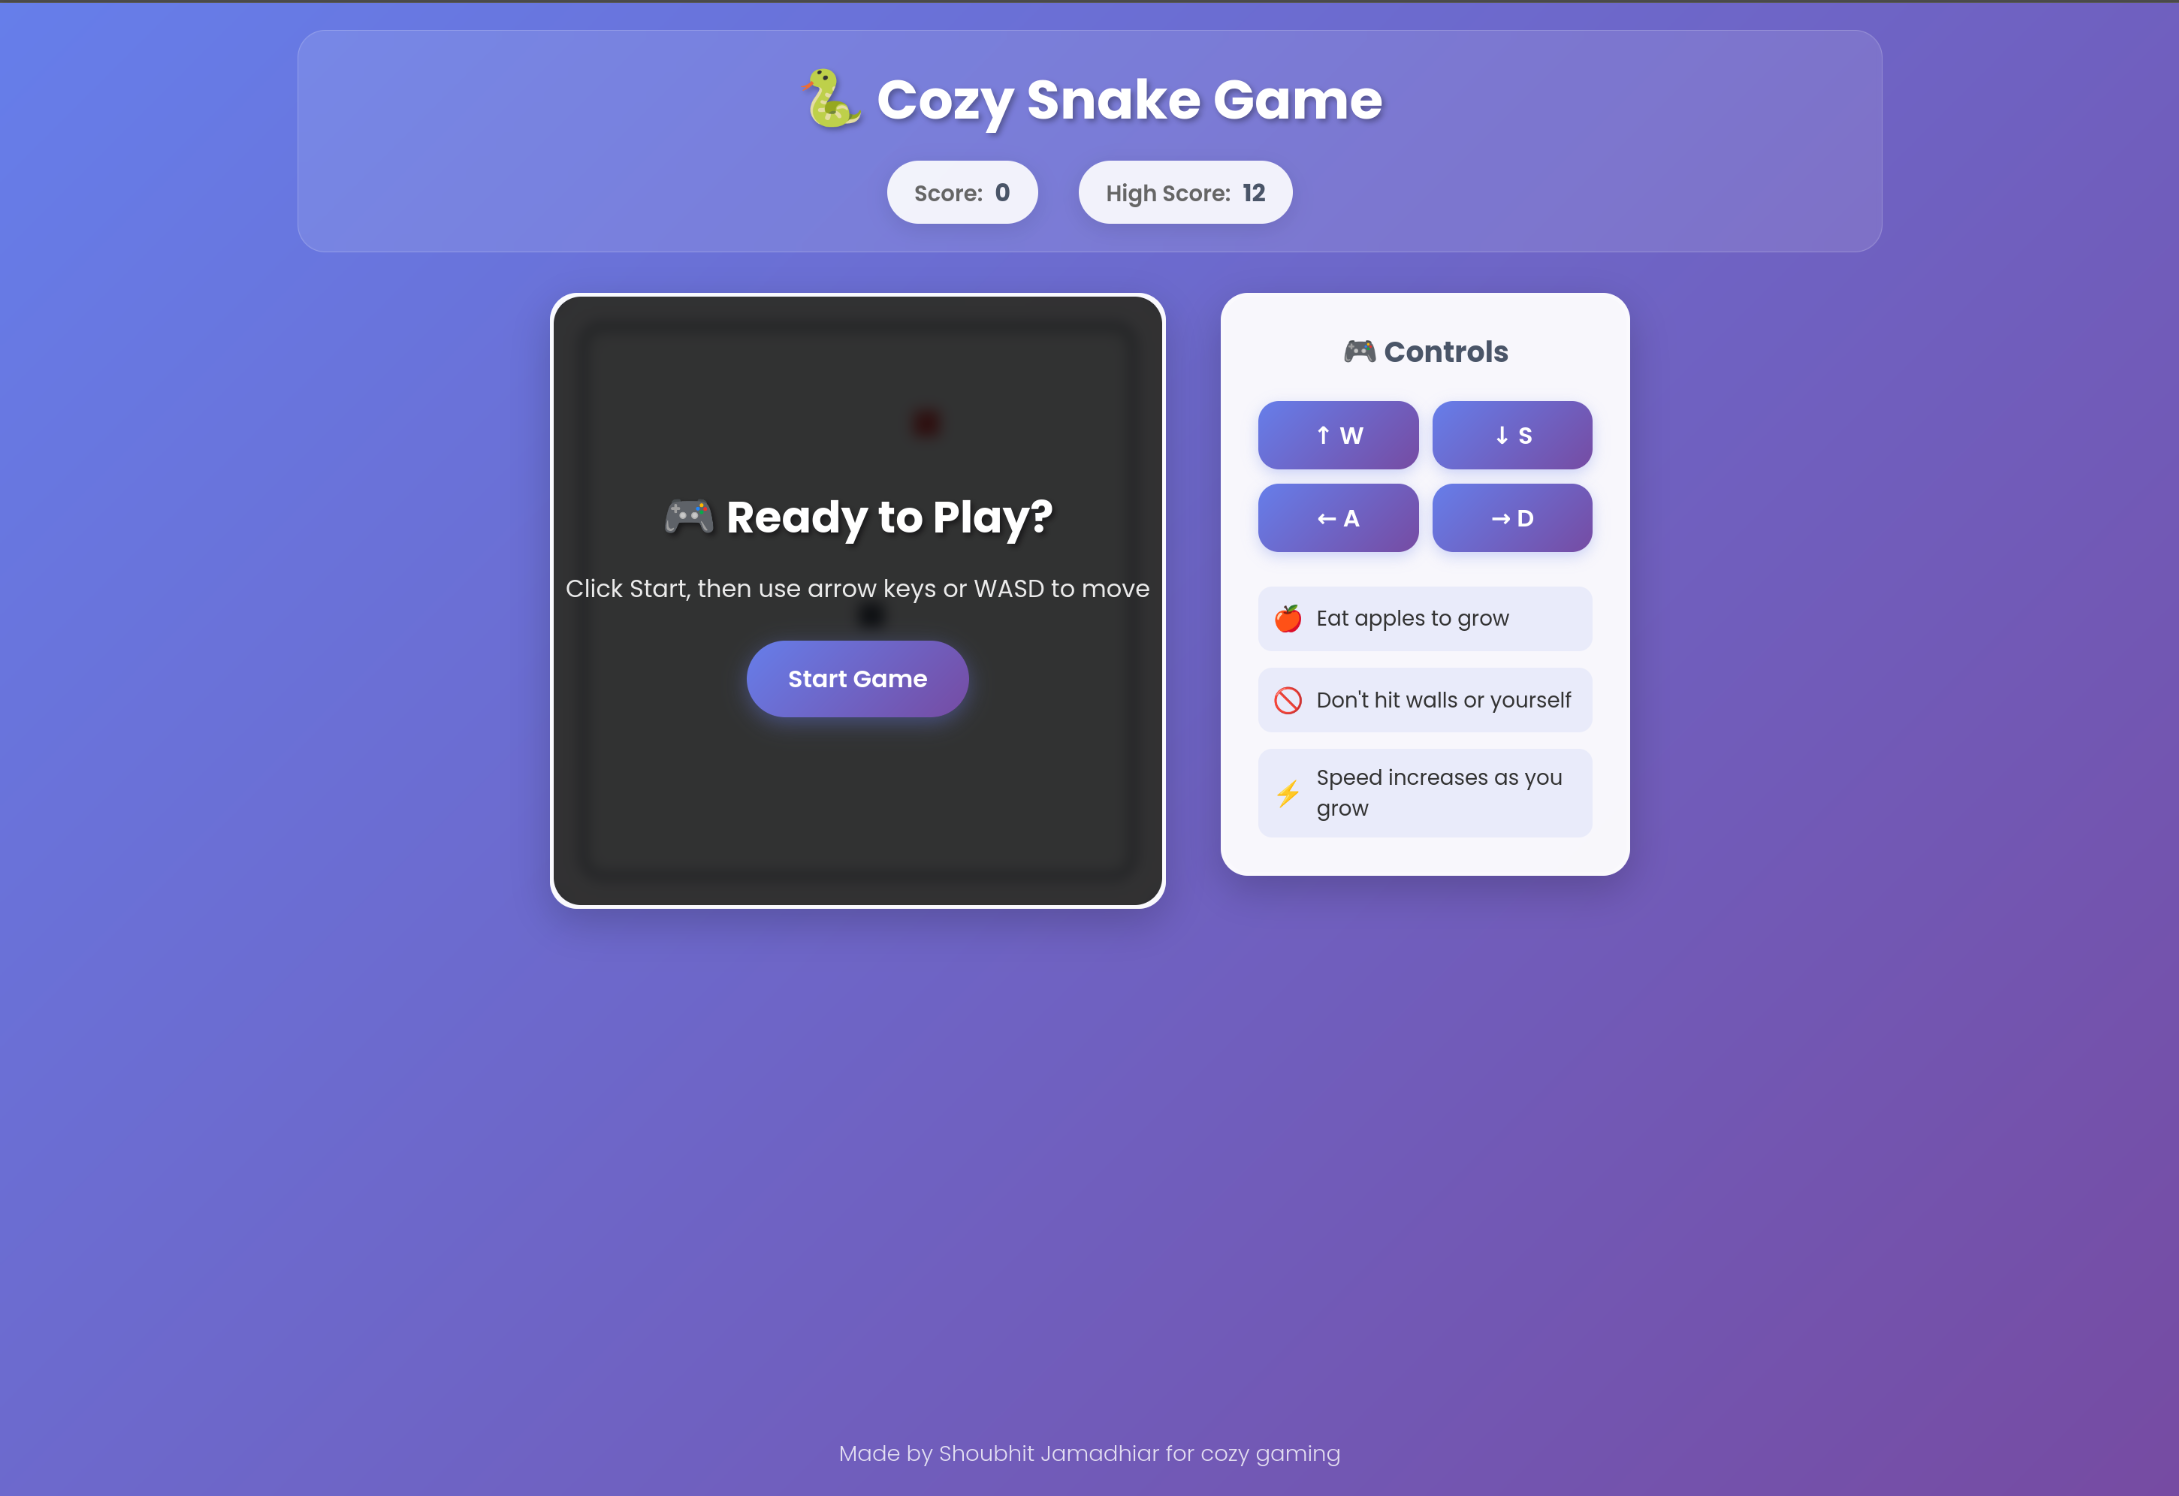 🐍 Cozy Snake Game
Score: 0
High Score: 12
🎮 Ready to Play?
Click Start, then use arrow keys or WASD to move
Start Game
🎮 Controls
↑ W
↓ S
← A
→ D
🍎 Eat apples to grow
🚫 Don't hit walls or yourself
⚡ Speed increases as you
grow
Made by Shoubhit Jamadhiar for cozy gaming